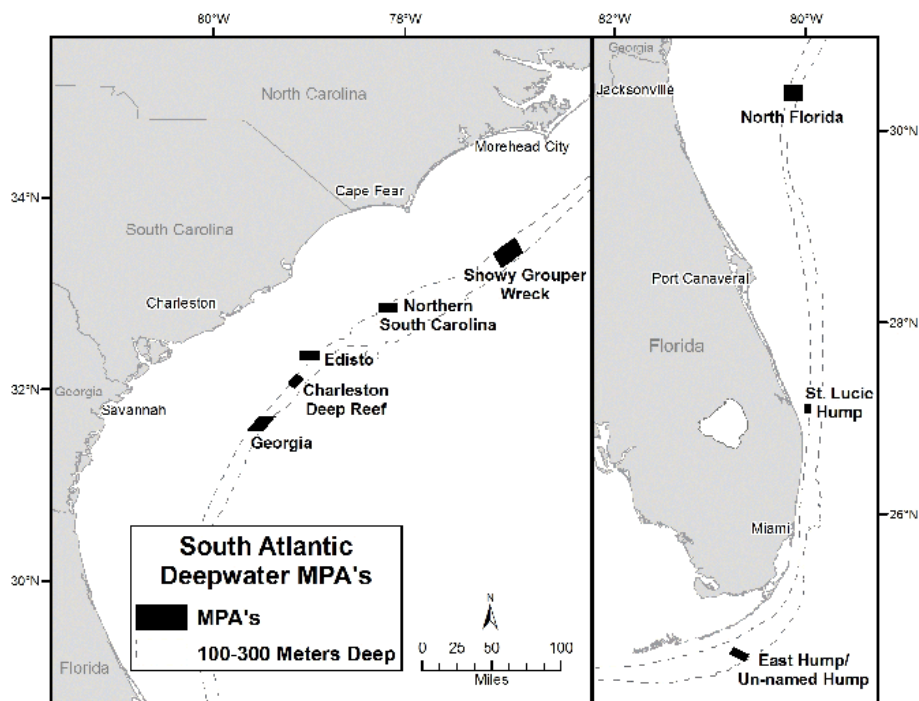 80°W
78°W
82°W
80°W
Georgia
North Carolina
Jacksonville
North Florida
30°N
Morehead City
Cape Fear
34°N
South Carolina
Snowy Grouper
Wreck
Port Canaveral
Charleston
Northern
South Carolina
28°N
Florida
Edisto
32°N
Georgia
Charleston
Deep Reef
St. Lucie
Hump
Savannah
Georgia
26°N
Miami
South Atlantic
Deepwater MPA's
30°N
MPA's
100-300 Meters Deep
N
0 25 50 100
Miles
Florida
East Hump/
Un-named Hump